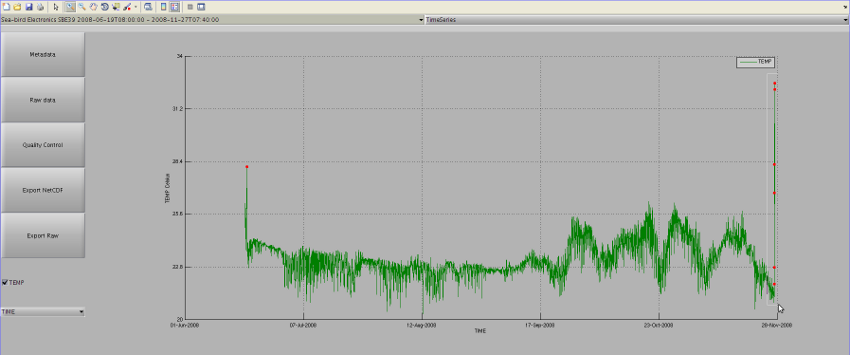 Sea-bird Electronics SBE39 2008-06-19T08:00:00 - 2008-11-27T07:40:00
TimeSeries
Metadata
Raw data
Quality Control
Export NetCDF
Export Raw
TEMP
TIME
TEMP
34
31.2
28.4
25.6
22.8
20
TEMP Celsius
01-Jun-2008
07-Jul-2008
12-Aug-2008
17-Sep-2008
23-Oct-2008
28-Nov-2008
TIME